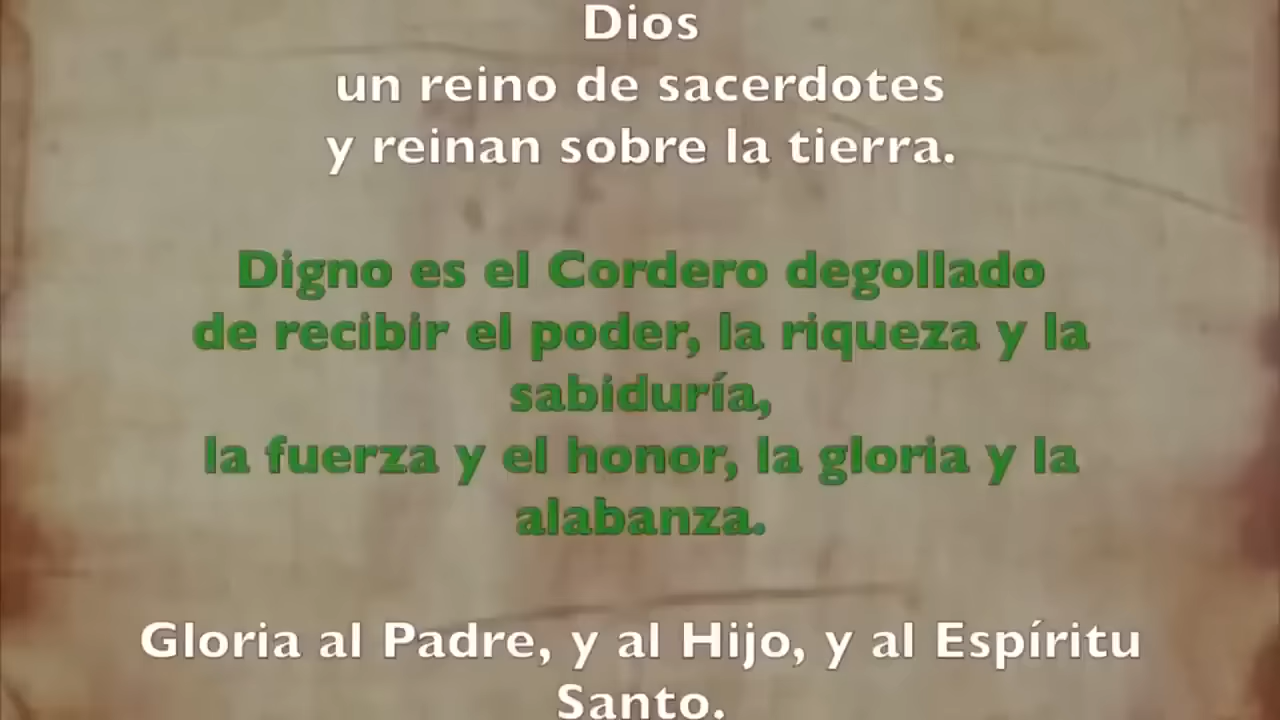 Dios
un reino de sacerdotes
y reinan sobre la tierra.
Digno es el Cordero degollado
de recibir el poder, la riqueza y la
sabiduría,
la fuerza y el honor, la gloria y la
alabanza.
Gloria al Padre, y al Hijo, y al Espíritu
Santo.